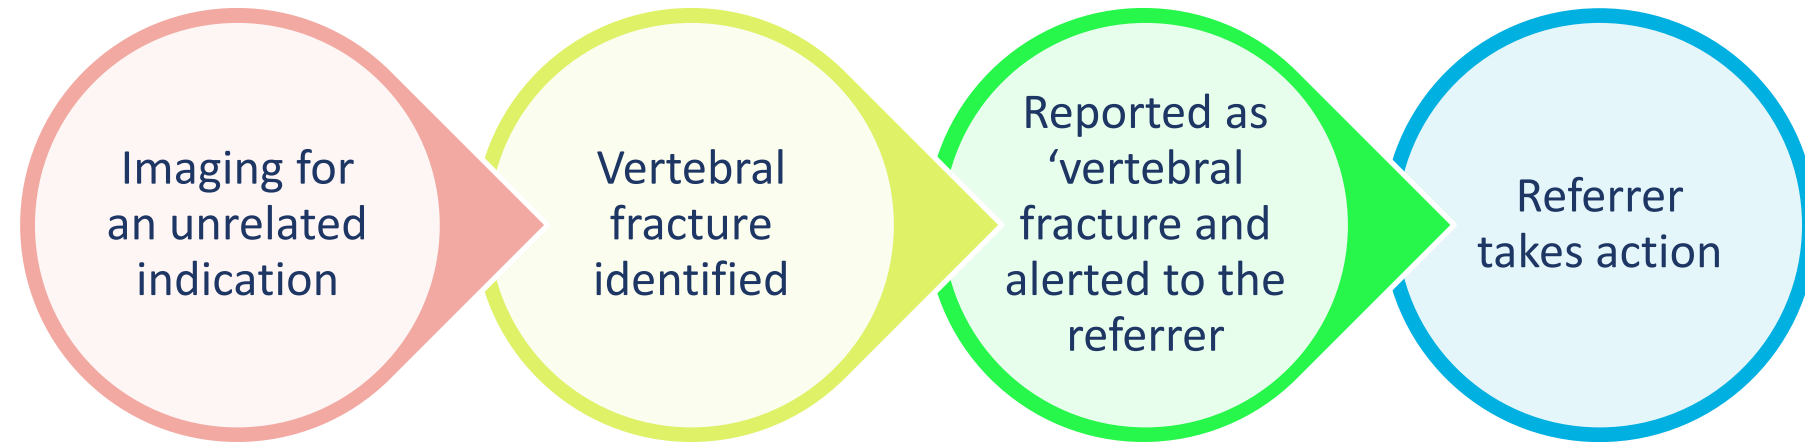 Imaging for
an unrelated
indication
Vertebral
fracture
identified
Reported as
‘vertebral
fracture and
alerted to the
referrer
Referrer
takes action